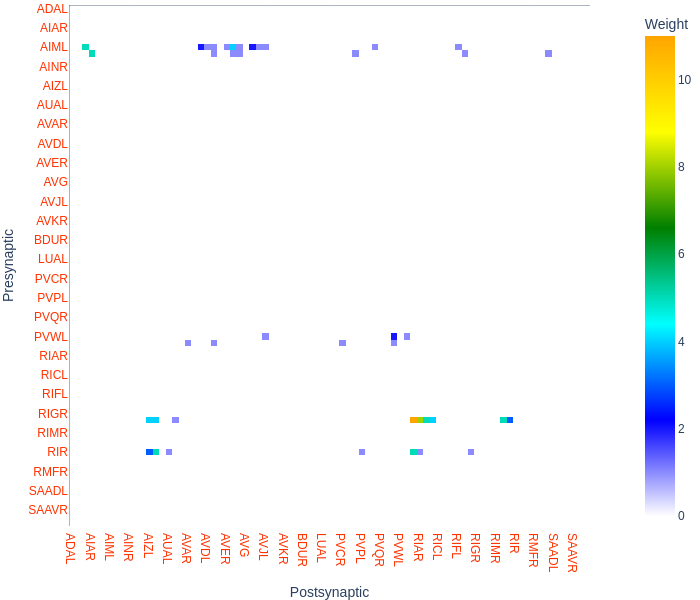 Weight
ADAL
AIAR
AIML
AINR
AIZL
AUAL
AVAR
AVDL
AVER
AVG
AVJL
AVKR
BDUR
LUAL
PVCR
PVPL
PVQR
PVWL
RIAR
RICL
RIFL
RIGR
RIMR
RIR
RMFR
SAADL
SAAVR
Presynaptic
10
8
6
4
2
0
ADAL
AIAR
AIML
AINR
AIZL
AUAL
AVAR
AVDL
AVER
AVG
AVJL
AVKR
BDUR
LUAL
PVCR
PVPL
PVQR
PVWL
RIAR
RICL
RIFL
RIGR
RIMR
RIR
RMFR
SAADL
SAAVR
Postsynaptic